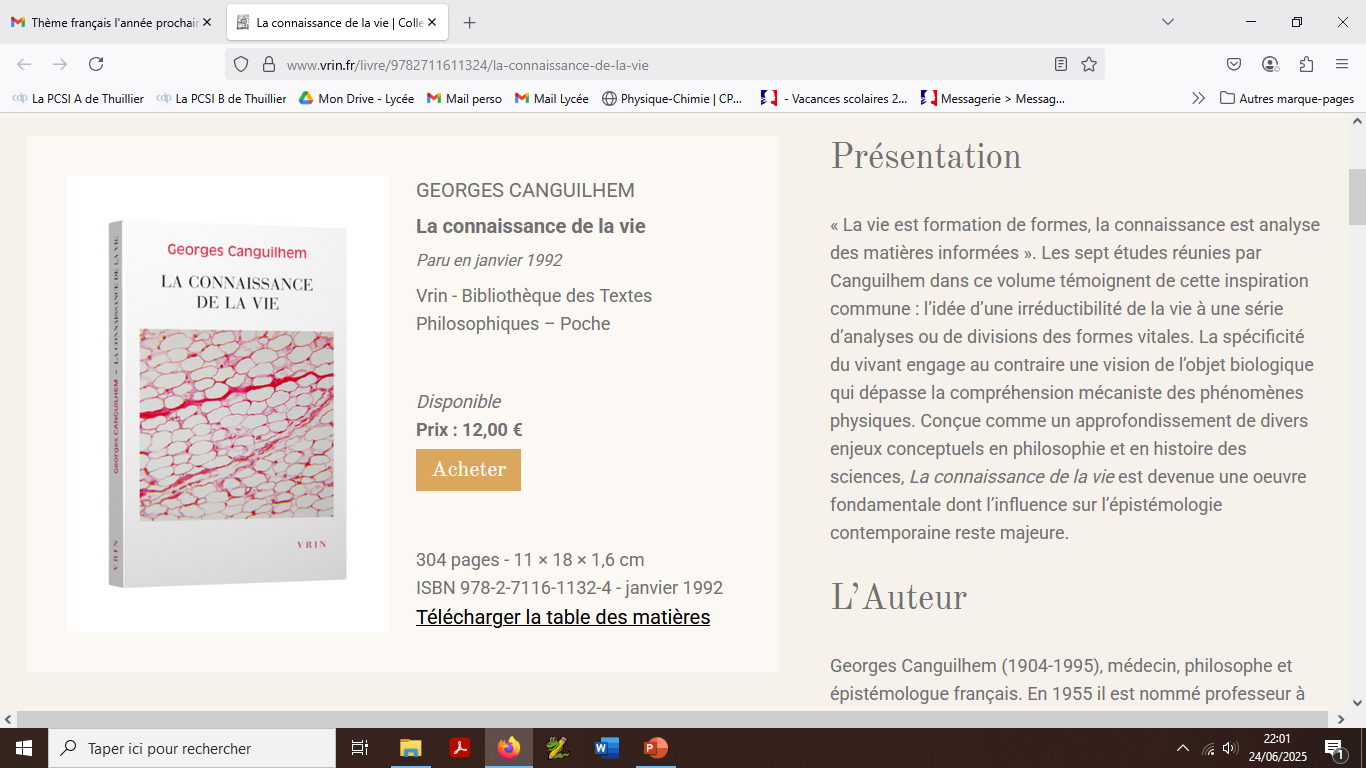 Thème français l'année prochain
La connaissance de la vie | Colle
www.vrin.fr/livre/9782711611324/la-connaissance-de-la-vie
cdp La PCSI A de Thuillier
cdp La PCSI B de Thuillier
Mon Drive - Lycée
Mail perso
Mail Lycée
Physique-Chimie | CP...
- Vacances scolaires 2...
Messagerie > Messag...
Autres marque-pages
Georges Canguilhem
LA CONNAISSANCE
DE LA VIE
VRIN
Georges CANGUILHEM - LA CONNAISSANCE DE LA VIE
VRIN
GEORGES CANGUILHEM
La connaissance de la vie
Paru en janvier 1992
Vrin - Bibliothèque des Textes
Philosophiques – Poche
Disponible
Prix : 12,00 €
Acheter
304 pages - 11 × 18 × 1,6 cm
ISBN 978-2-7116-1132-4 - janvier 1992
Télécharger la table des matières
Présentation
« La vie est formation de formes, la connaissance est analyse
des matières informées ». Les sept études réunies par
Canguilhem dans ce volume témoignent de cette inspiration
commune : l’idée d’une irréductibilité de la vie à une série
d’analyses ou de divisions des formes vitales. La spécificité
du vivant engage au contraire une vision de l’objet biologique
qui dépasse la compréhension mécaniste des phénomènes
physiques. Conçue comme un approfondissement de divers
enjeux conceptuels en philosophie et en histoire des
sciences, La connaissance de la vie est devenue une oeuvre
fondamentale dont l’influence sur l’épistémologie
contemporaine reste majeure.
L’Auteur
Georges Canguilhem (1904-1995), médecin, philosophe et
épistémologue français. En 1955 il est nommé professeur à
Taper ici pour rechercher
22:01
24/06/2025
1